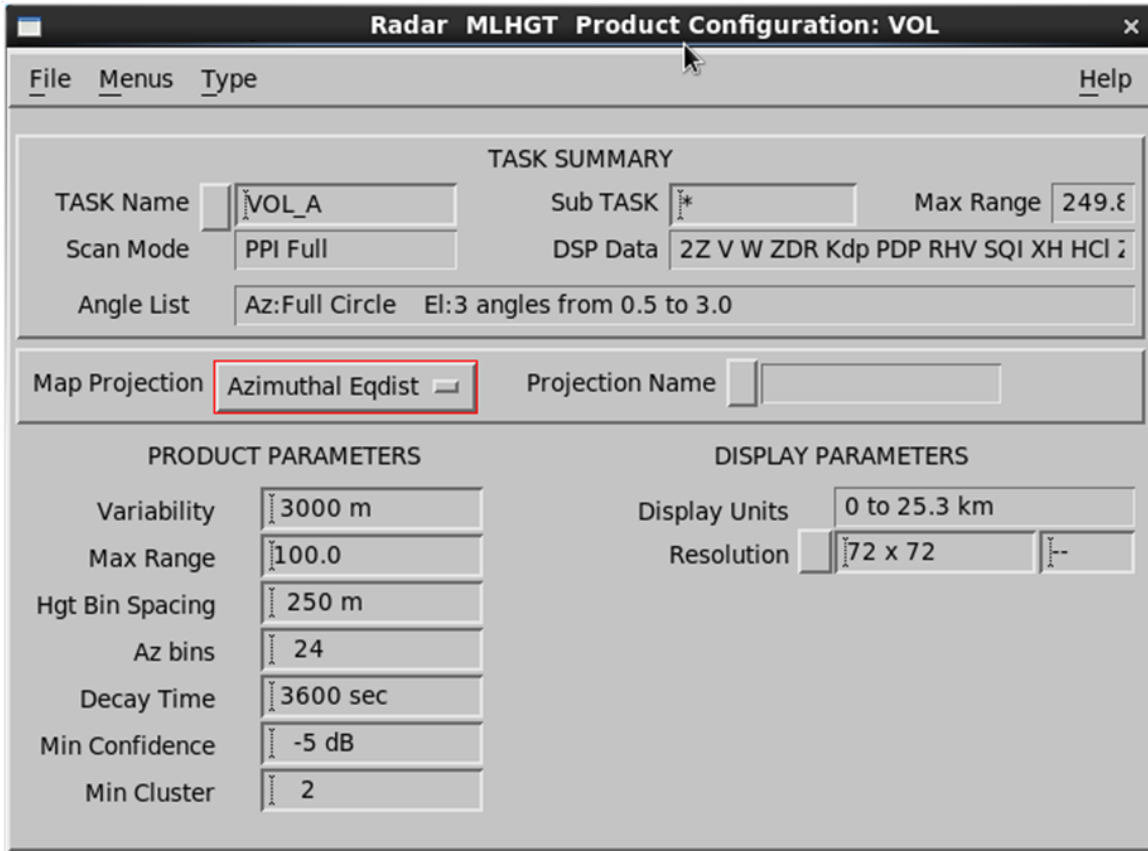 Radar MLHGT Product Configuration: VOL
File Menus Type Help
TASK SUMMARY
TASK Name VOL_A Sub TASK * Max Range 249.8
Scan Mode PPI Full DSP Data 2Z V W ZDR Kdp PDP RHV SQI XH HCl
Angle List Az:Full Circle El:3 angles from 0.5 to 3.0
Map Projection Azimuthal Eqdist Projection Name
PRODUCT PARAMETERS DISPLAY PARAMETERS
Variability 3000 m Display Units 0 to 25.3 km
Max Range 100.0 Resolution 72 x 72 --
Hgt Bin Spacing 250 m
Az bins 24
Decay Time 3600 sec
Min Confidence -5 dB
Min Cluster 2